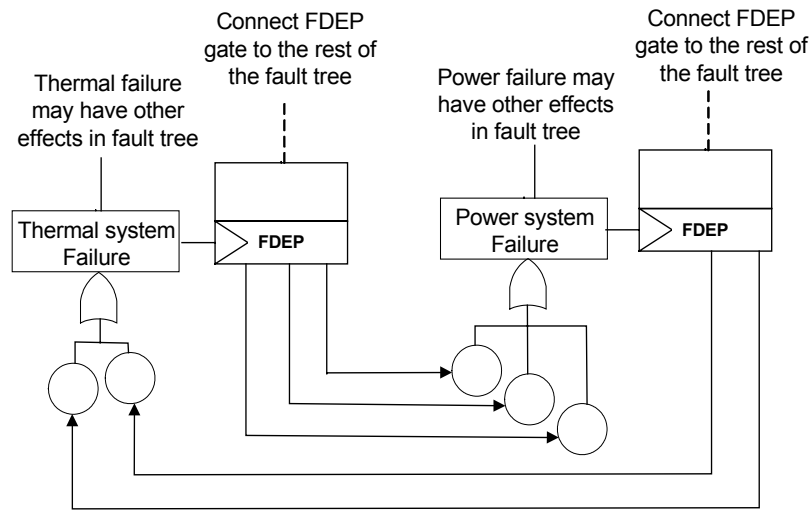 Connect FDEP
gate to the rest of
the fault tree
Thermal failure
may have other
effects in fault tree
Thermal system
Failure
FDEP
Connect FDEP
gate to the rest of
the fault tree
Power failure may
have other effects
in fault tree
Power system
Failure
FDEP